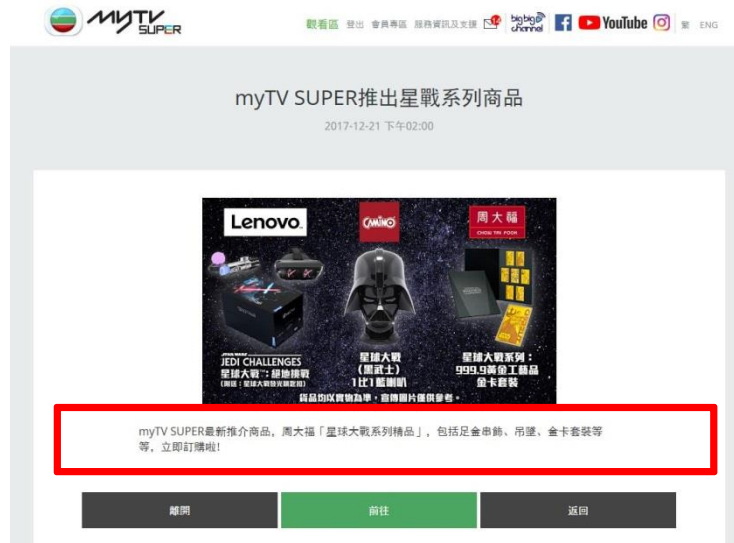 myTV
SUPER
觀看區 登出 會員專區 服務資訊及支援 big big channel YouTube 繁 ENG
myTV SUPER推出星戰系列商品
2017-12-21 下午02:00
Lenovo
CAMINO
周大福
CHOW TAI FOOK
JEDI CHALLENGES
星球大戰™：絕地挑戰
星球大戰
(黑武士)
1比1藍喇叭
星球大戰系列：
999.9黃金工藝品
金卡套裝
貨品均以實物為準，宣傳圖片僅供參考。
myTV SUPER最新推介商品，周大福「星球大戰系列精品」，包括足金串飾、吊墜、金卡套裝等
等，立即訂購啦!
離開
前往
返回